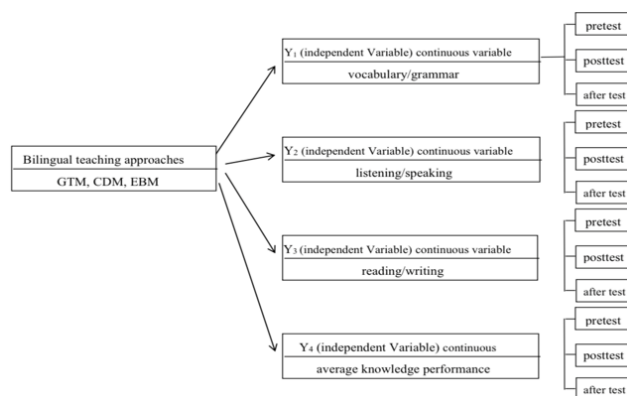 Bilingual teaching approaches
GTM, CDM, EBM
Y₁ (independent Variable) continuous variable
vocabulary/grammar
pretest
posttest
after test
Y₂ (independent Variable) continuous variable
listening/speaking
pretest
posttest
after test
Y₃ (independent Variable) continuous variable
reading/writing
pretest
posttest
after test
Y₄ (independent Variable) continuous
average knowledge performance
pretest
posttest
after test